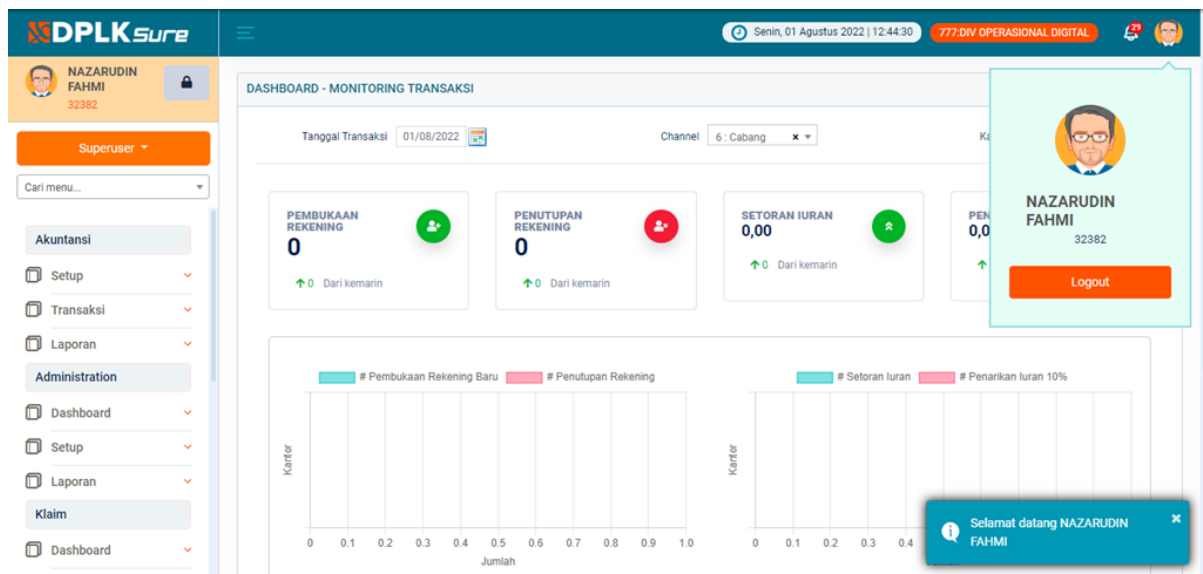 DPLKSure
Senin, 01 Agustus 2022 | 12:44:30
777:DIV OPERASIONAL DIGITAL
29
NAZARUDIN
FAHMI
32382
Superuser
Cari menu...
Akuntansi
Setup
Transaksi
Laporan
Administration
Dashboard
Setup
Laporan
Klaim
Dashboard
DASHBOARD - MONITORING TRANSAKSI
Tanggal Transaksi 01/08/2022
Channel 6 : Cabang x
PEMBUKAAN
REKENING
0
0 Dari kemarin
PENUTUPAN
REKENING
0
0 Dari kemarin
SETORAN IURAN
0,00
0 Dari kemarin
PEN
0,0
# Pembukaan Rekening Baru # Penutupan Rekening
Kantor
0 0.1 0.2 0.3 0.4 0.5 0.6 0.7 0.8 0.9 1.0
Jumlah
# Setoran Iuran # Penarikan Iuran 10%
Kantor
0 0.1 0.2 0.3 0.4
NAZARUDIN
FAHMI
32382
Logout
Selamat datang NAZARUDIN
FAHMI